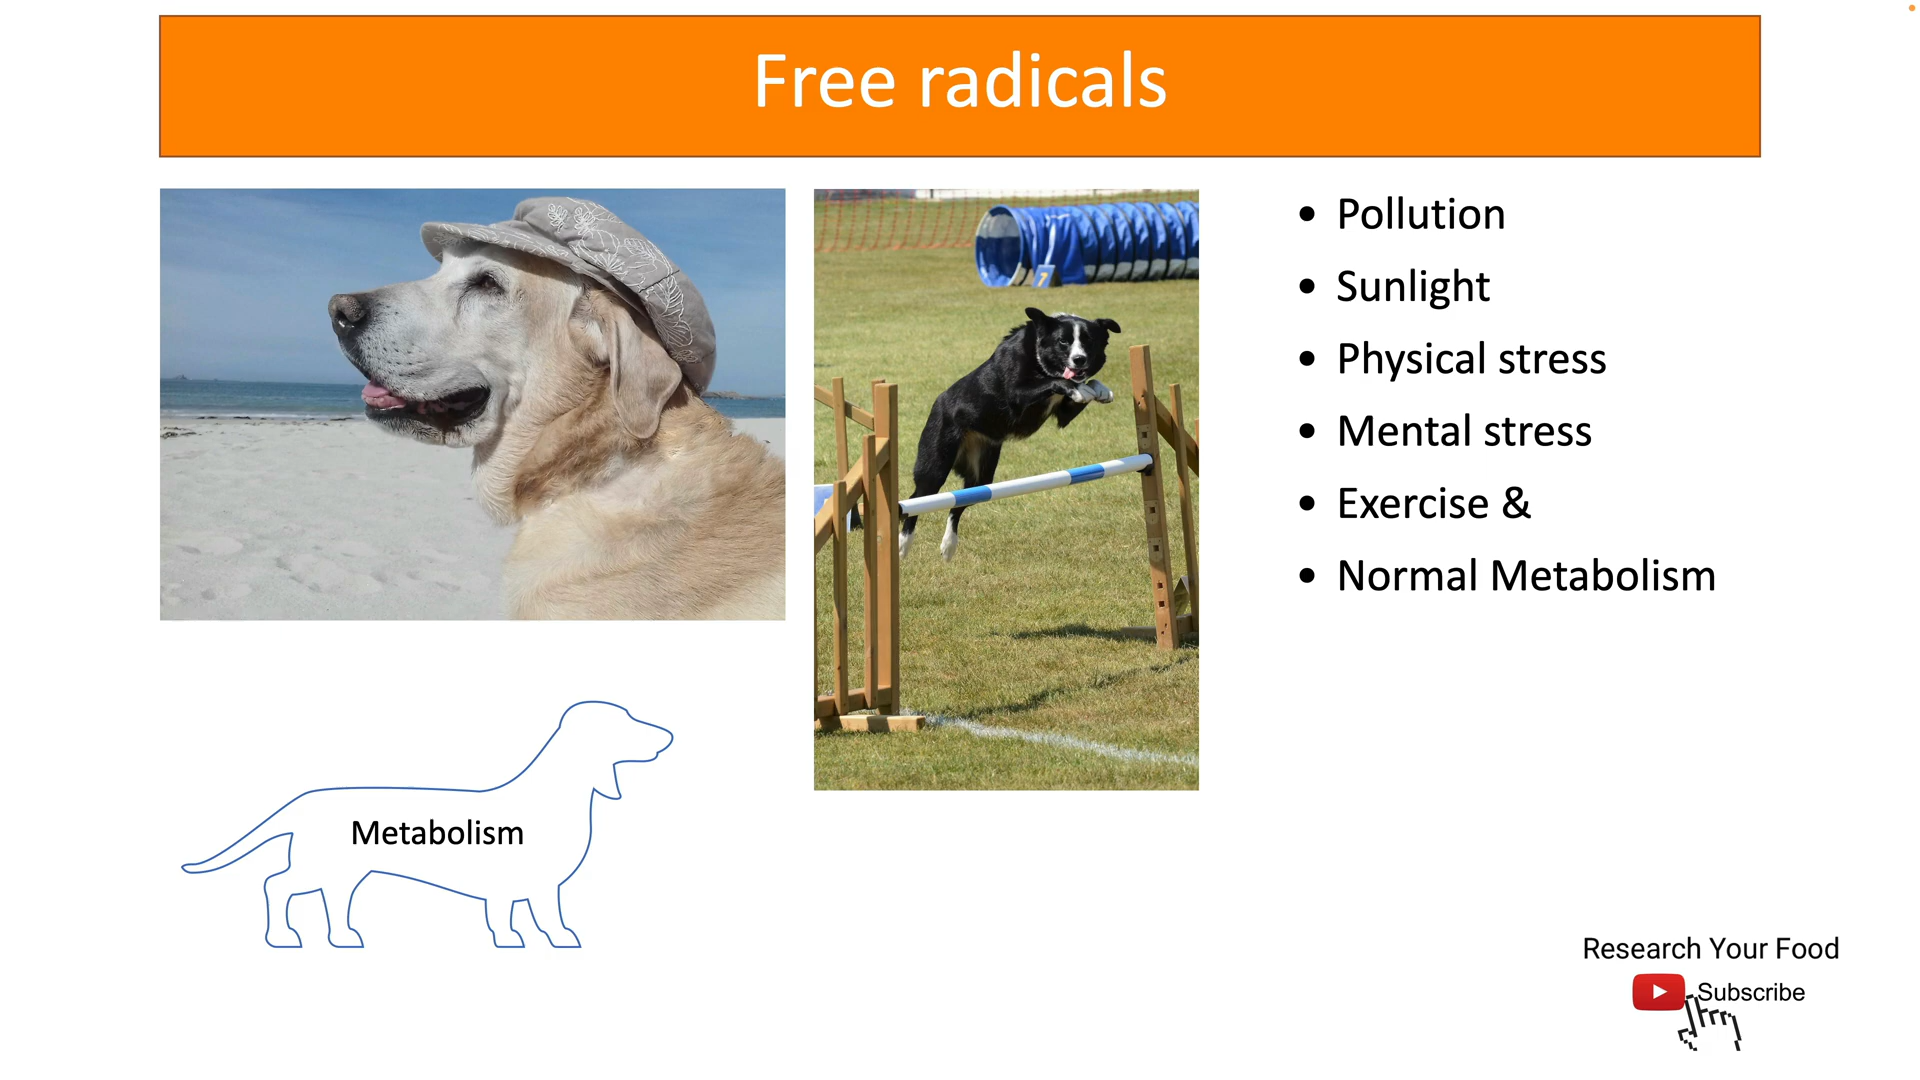 Free radicals
• Pollution
• Sunlight
• Physical stress
• Mental stress
• Exercise &
• Normal Metabolism
Metabolism
Research Your Food
Subscribe